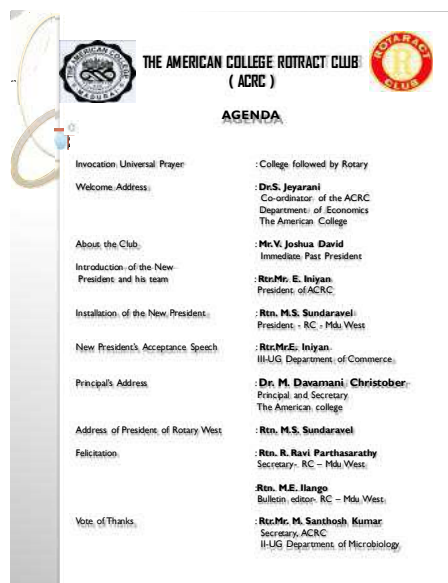 THE AMERICAN COLLEGE
MADURAI
THE AMERICAN COLLEGE ROTRACT CLUB
( ACRC )
ROTARACT
R
CLUB
AGENDA
Invocation Universal Prayer : College followed by Rotary
Welcome Address : Dr.S. Jeyarani
Co-ordinator of the ACRC
Department of Economics
The American College
About the Club : Mr.V. Joshua David
Immediate Past President
Introduction of the New
President and his team : Rtr.Mr. E. Iniyan
President of ACRC
Installation of the New President : Rtn. M.S. Sundaravel
President - RC - Mdu West
New President's Acceptance Speech : Rtr.Mr.E. Iniyan
III-UG Department of Commerce
Principal's Address : Dr. M. Davamani Christober
Principal and Secretary
The American college
Address of President of Rotary West : Rtn. M.S. Sundaravel
Felicitation : Rtn. R. Ravi Parthasarathy
Secretary- RC – Mdu West
:Rtn. M.E. Ilango
Bulletin editor- RC – Mdu West
Vote of Thanks : Rtr.Mr. M. Santhosh Kumar
Secretary, ACRC
II-UG Department of Microbiology